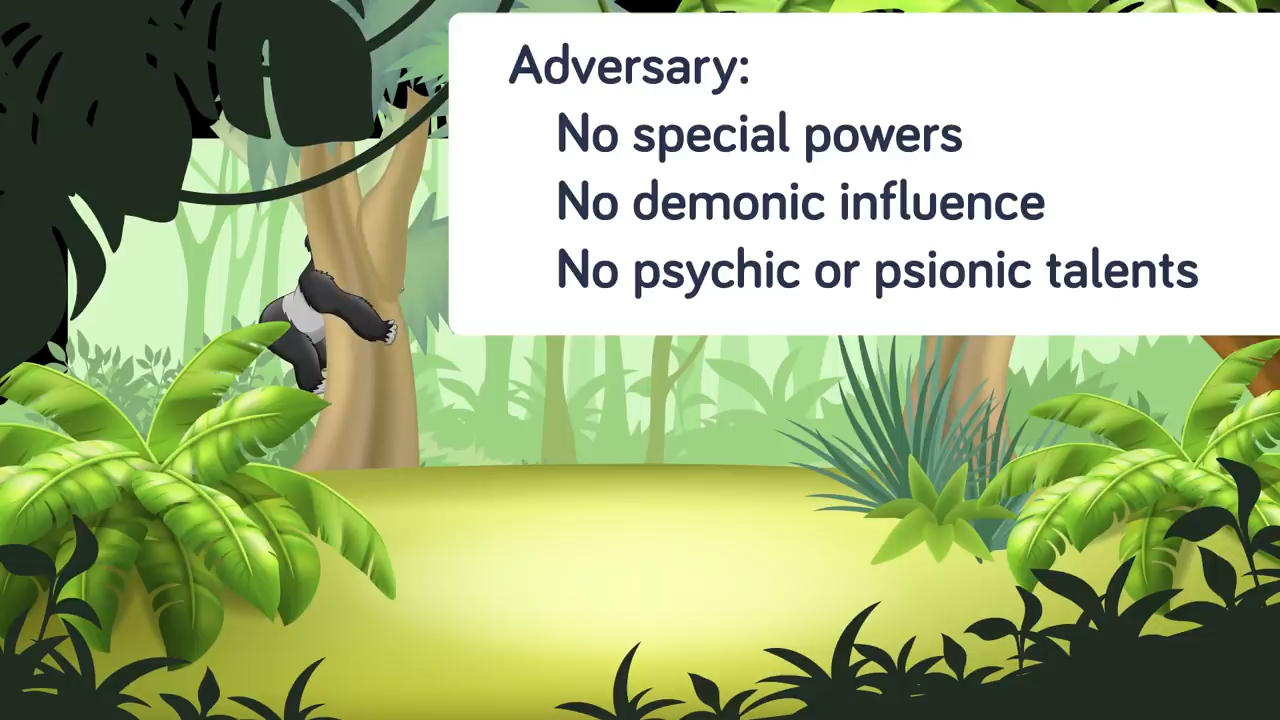 Adversary:
No special powers
No demonic influence
No psychic or psionic talents